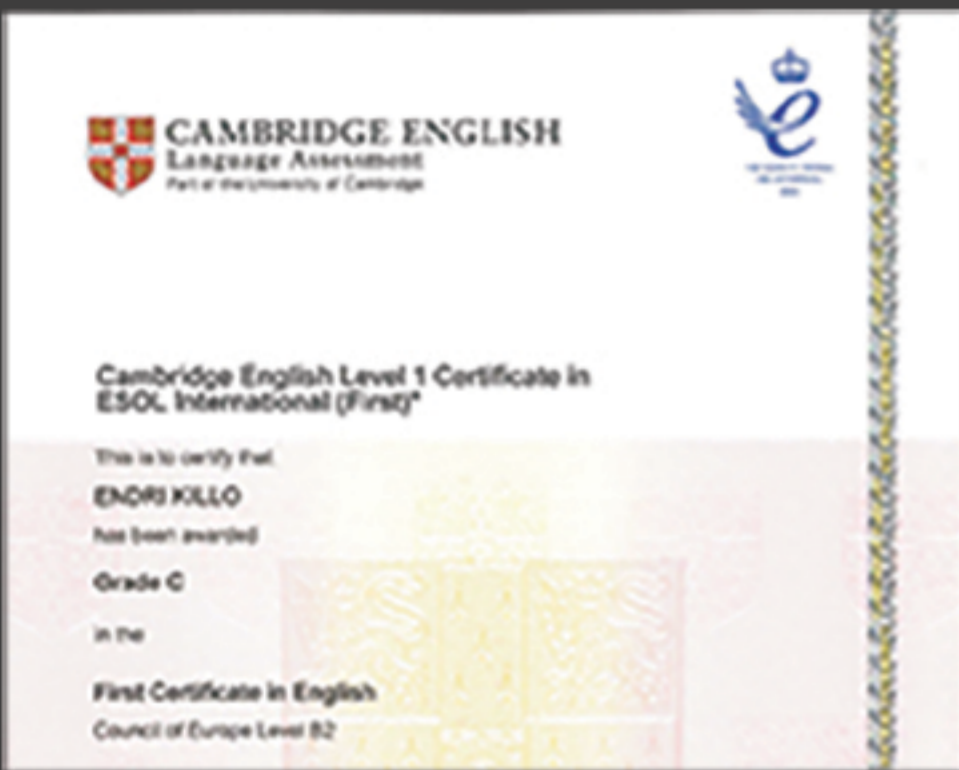 CAMBRIDGE ENGLISH
Language Assessment
Part of the University of Cambridge
Cambridge English Level 1 Certificate in
ESOL International (First)*
This is to certify that
ENDRI KILLO
has been awarded
Grade C
in the
First Certificate in English
Council of Europe Level B2